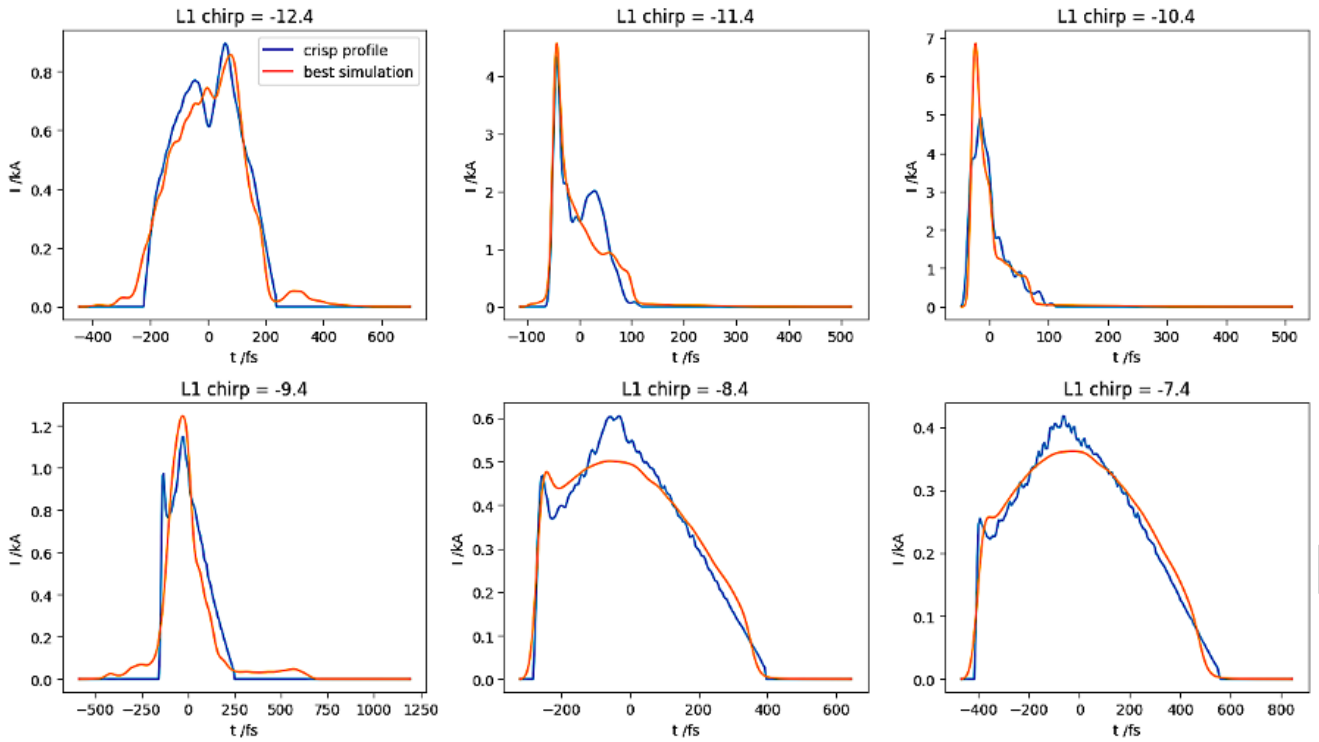 L1 chirp = -12.4
crisp profile
best simulation
I /kA
0.8
0.6
0.4
0.2
0.0
−400 −200 0 200 400 600
t /fs
L1 chirp = -11.4
I /kA
4
3
2
1
0
−100 0 100 200 300 400 500
t /fs
L1 chirp = -10.4
I /kA
7
6
5
4
3
2
1
0
0 100 200 300 400 500
t /fs
L1 chirp = -9.4
I /kA
1.2
1.0
0.8
0.6
0.4
0.2
0.0
−500 −250 0 250 500 750 1000 1250
t /fs
L1 chirp = -8.4
I /kA
0.6
0.5
0.4
0.3
0.2
0.1
0.0
−200 0 200 400 600
t /fs
L1 chirp = -7.4
I /kA
0.4
0.3
0.2
0.1
0.0
−400 −200 0 200 400 600 800
t /fs